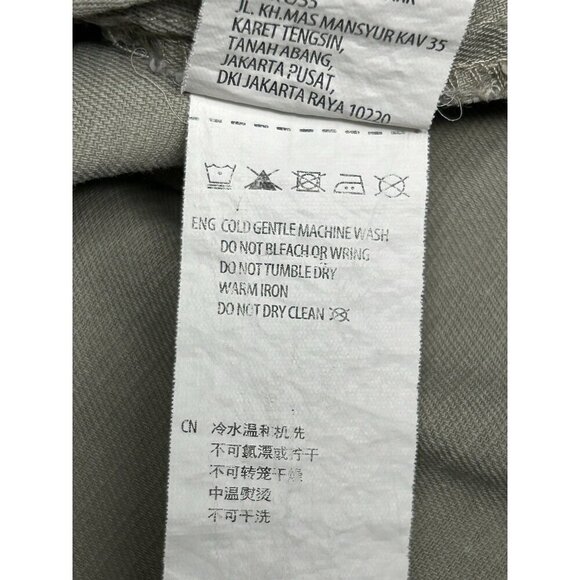 JL. KH.MAS MANSYUR KAV 35
KARET TENGSIN,
TANAH ABANG,
JAKARTA PUSAT,
DKI JAKARTA RAYA 10220
ENG COLD GENTLE MACHINE WASH
DO NOT BLEACH OR WRING
DO NOT TUMBLE DRY
WARM IRON
DO NOT DRY CLEAN
CN 冷水温和机洗
不可氯漂或拧干
不可转笼干燥
中温熨烫
不可干洗